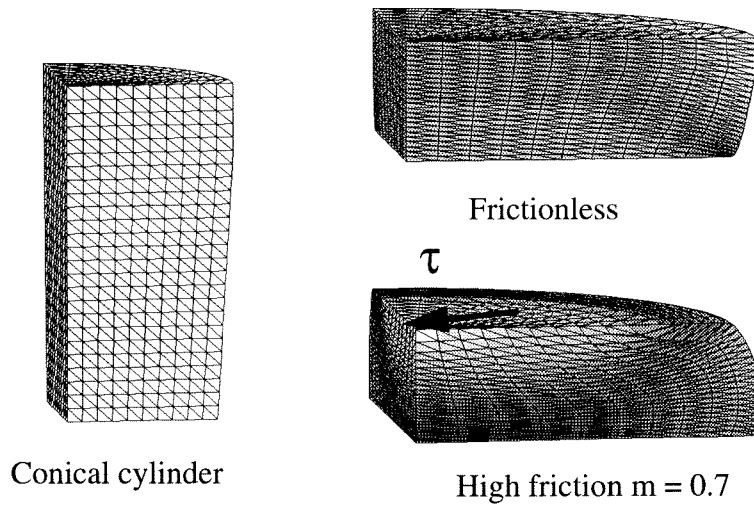 Frictionless
τ
Conical cylinder
High friction m = 0.7